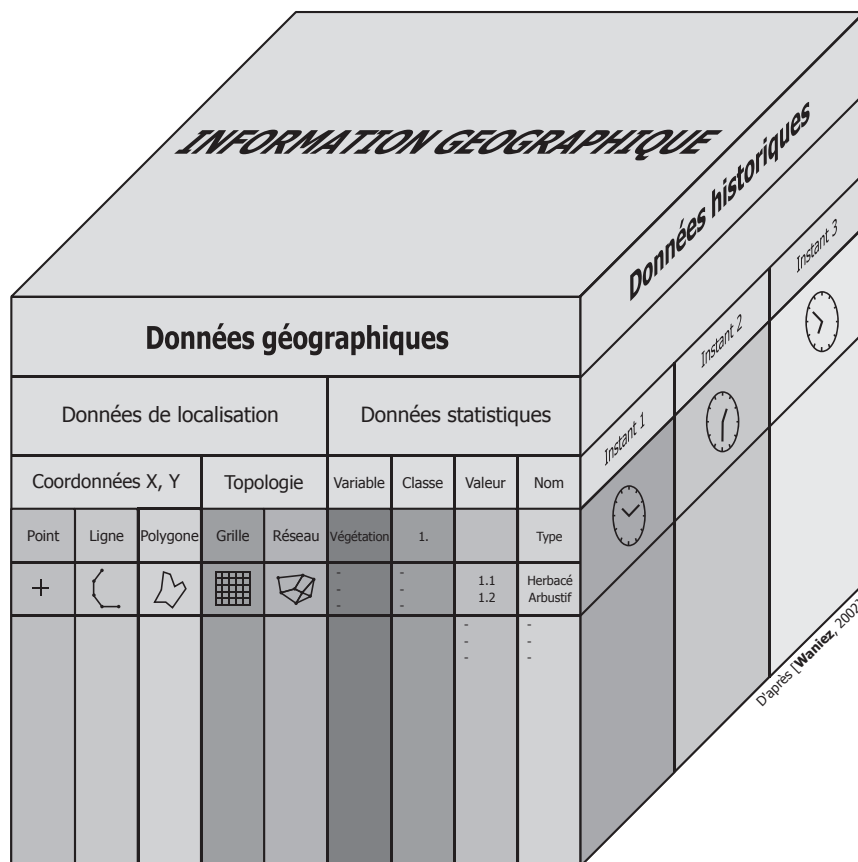 INFORMATION GEOGRAPHIQUE
Données historiques
Instant 1
Instant 2
Instant 3
Données géographiques
Données de localisation
Données statistiques
Coordonnées X, Y
Topologie
Variable
Classe
Valeur
Nom
Point
Ligne
Polygone
Grille
Réseau
Végétation
1.
Type
-
-
-
-
-
-
1.1
1.2
Herbacé
Arbustif
-
-
-
-
-
-
D'après [Waniez, 2002]